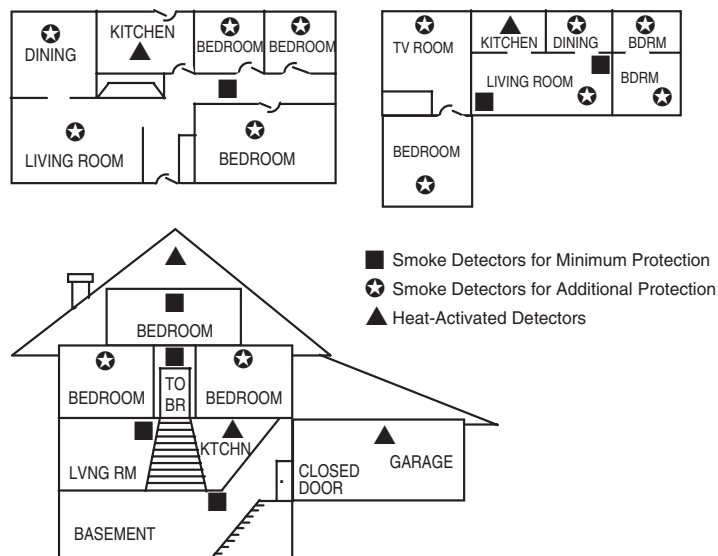 DINING
KITCHEN
BEDROOM
BEDROOM
LIVING ROOM
BEDROOM
TV ROOM
KITCHEN
DINING
BDRM
LIVING ROOM
BDRM
BEDROOM
Smoke Detectors for Minimum Protection
Smoke Detectors for Additional Protection
Heat-Activated Detectors
BEDROOM
BEDROOM
TO
BR
BEDROOM
LVNG RM
KTCHN
CLOSED
DOOR
GARAGE
BASEMENT